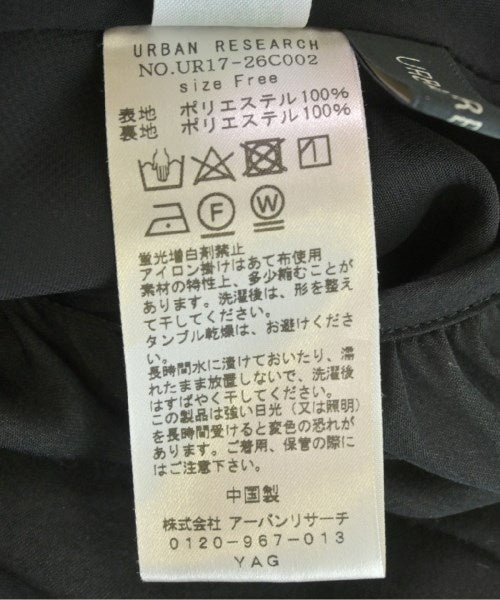 URBAN RESEARCH
NO.UR17-26C002
size Free
表地 ポリエステル100%
裏地 ポリエステル100%
F W
蛍光増白剤禁止
アイロン掛けはあて布使用
素材の特性上、多少縮むことが
あります。洗濯後は、形を整え
て干してください。
タンブル乾燥は、お避けくださ
い。
長時間水に漬けておいたり、濡
れたまま放置しないで、洗濯後
はすばやく干してください。
この製品は強い日光(又は照明)
を長時間受けると変色の恐れが
あります。ご着用、保管の際に
はご注意下さい。
中国製
株式会社 アーバンリサーチ
0120-967-013
YAG